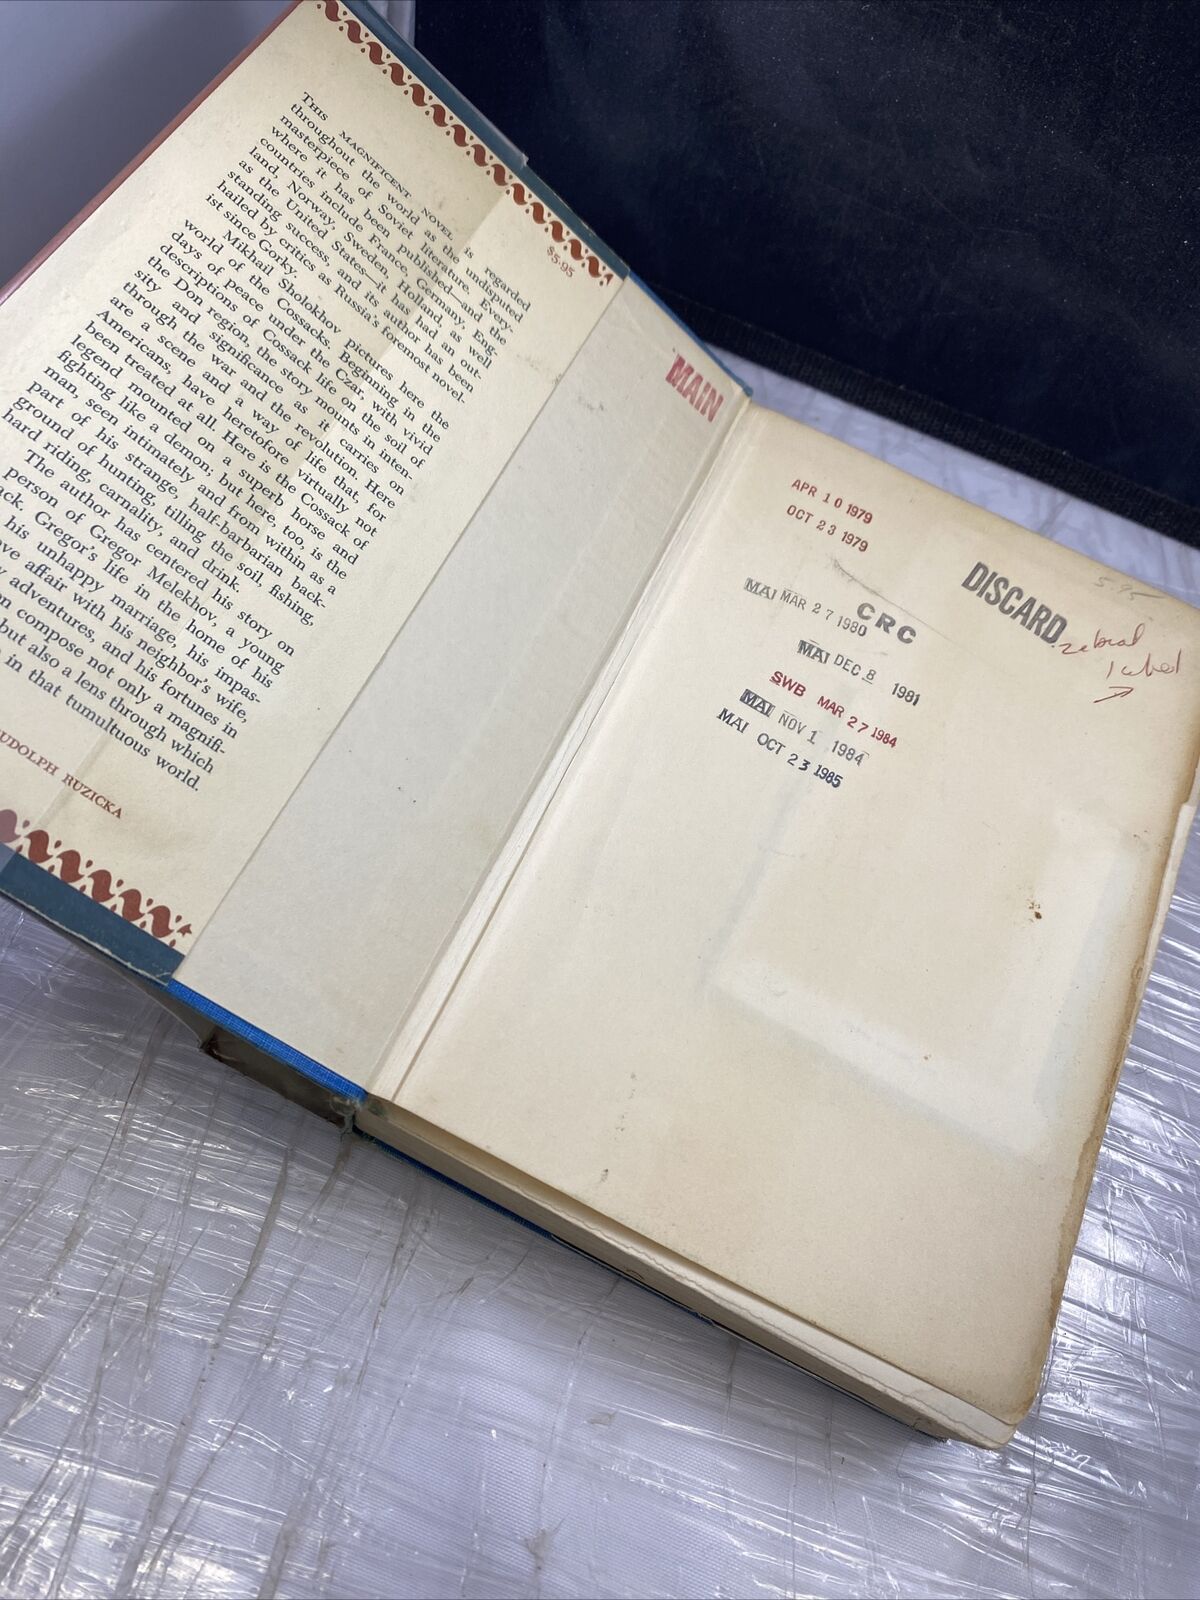 $5.95
THIS MAGNIFICENT NOVEL is regarded
throughout the world as the undisputed
masterpiece of Soviet literature. Every-
where it has been published—and the
countries include France, Germany, Eng-
land, Norway, Sweden, Holland, as well
as the United States—it has had an out-
standing success, and its author has been
hailed by critics as Russia's foremost novel-
ist since Gorky.
Mikhail Sholokhov pictures here the
world of the Cossacks. Beginning in the
days of peace under the Czar, with vivid
descriptions of Cossack life on the soil of
the Don region, the story mounts in inten-
sity and significance as it carries on
through the war and the revolution. Here
are a scene and a way of life that, for
Americans, have heretofore virtually not
been treated at all. Here is the Cossack of
legend mounted on a superb horse and
fighting like a demon; but here, too, is the
man, seen intimately and from within as a
part of his strange, half-barbarian back-
ground of hunting, tilling the soil, fishing,
hard riding, carnality, and drink.
The author has centered his story on
person of Gregor Melekhov, a young
ack. Gregor's life in the home of his
his unhappy marriage, his impas-
ove affair with his neighbor's wife,
y adventures, and his fortunes in
on compose not only a magnifi-
but also a lens through which
in that tumultuous world.
UDOLPH RUZICKA
MAIN
APR 10 1979
OCT 23 1979
MAI MAR 27 1980
CRC
MAI DEC 8 1981
SWB MAR 27 1984
MAI NOV 1 1984
MAI OCT 23 1985
DISCARD
5.95